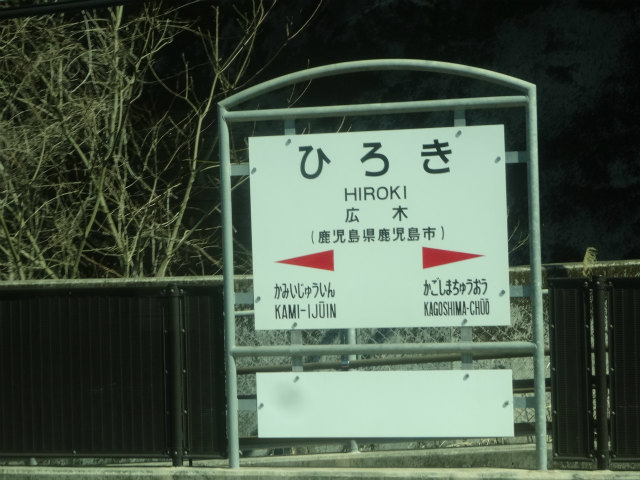 ひろき
HIROKI
広木
(鹿児島県鹿児島市)
かみいじゅういん かごしまちゅうおう
KAMI-IJŪIN KAGOSHIMA-CHŪŌ